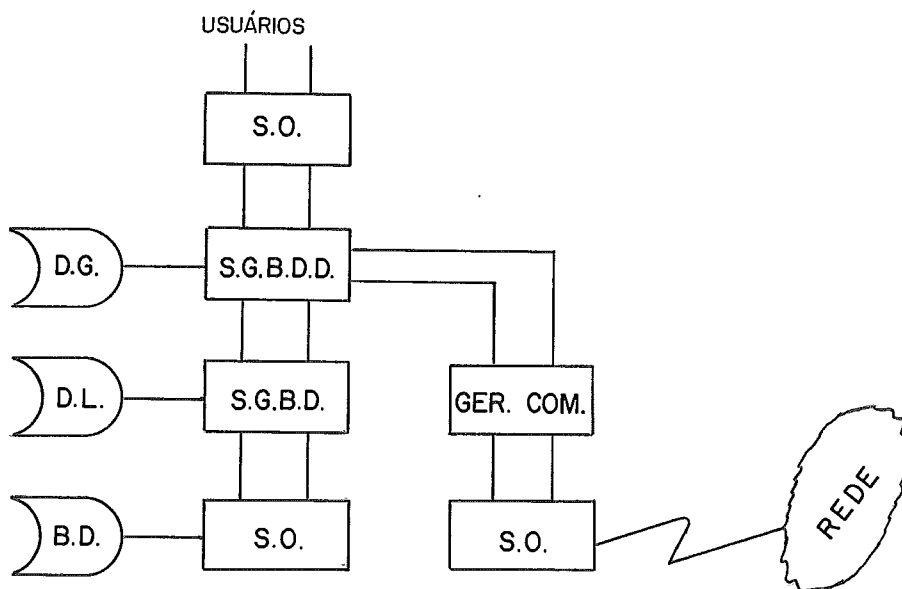 USUÁRIOS
S.O.
D.G.
S.G.B.D.D.
D.L.
S.G.B.D.
GER. COM.
B.D.
S.O.
S.O.
REDE